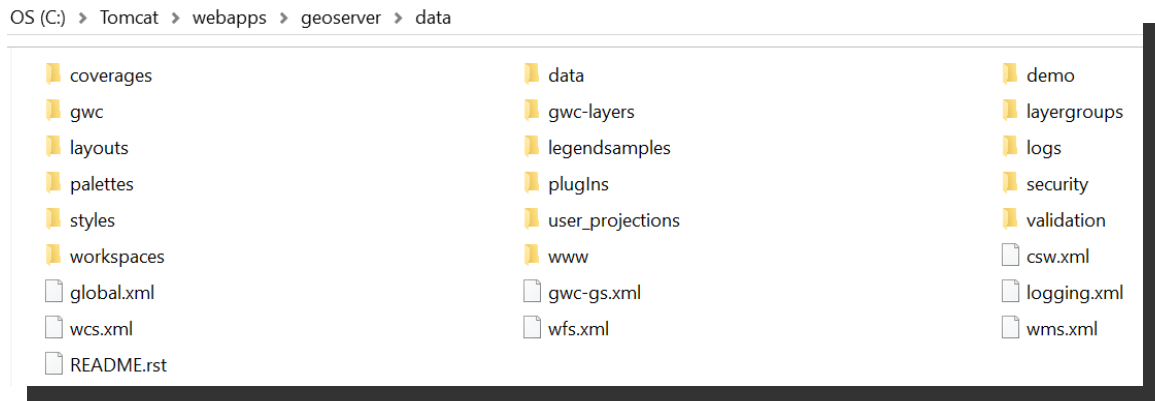 OS (C:) > Tomcat > webapps > geoserver > data
coverages data demo
gwc gwc-layers layergroups
layouts legendsamples logs
palettes plugIns security
styles user_projections validation
workspaces www csw.xml
global.xml gwc-gs.xml logging.xml
wcs.xml wfs.xml wms.xml
README.rst